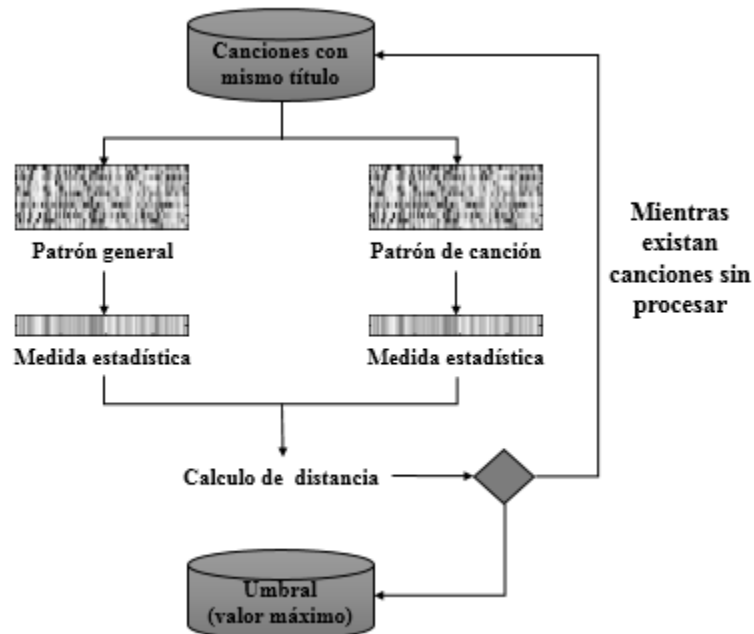 Canciones con
mismo título
Patrón general
Patrón de canción
Mientras
existan
canciones sin
procesar
Medida estadística
Medida estadística
Calculo de distancia
Umbral
(valor máximo)